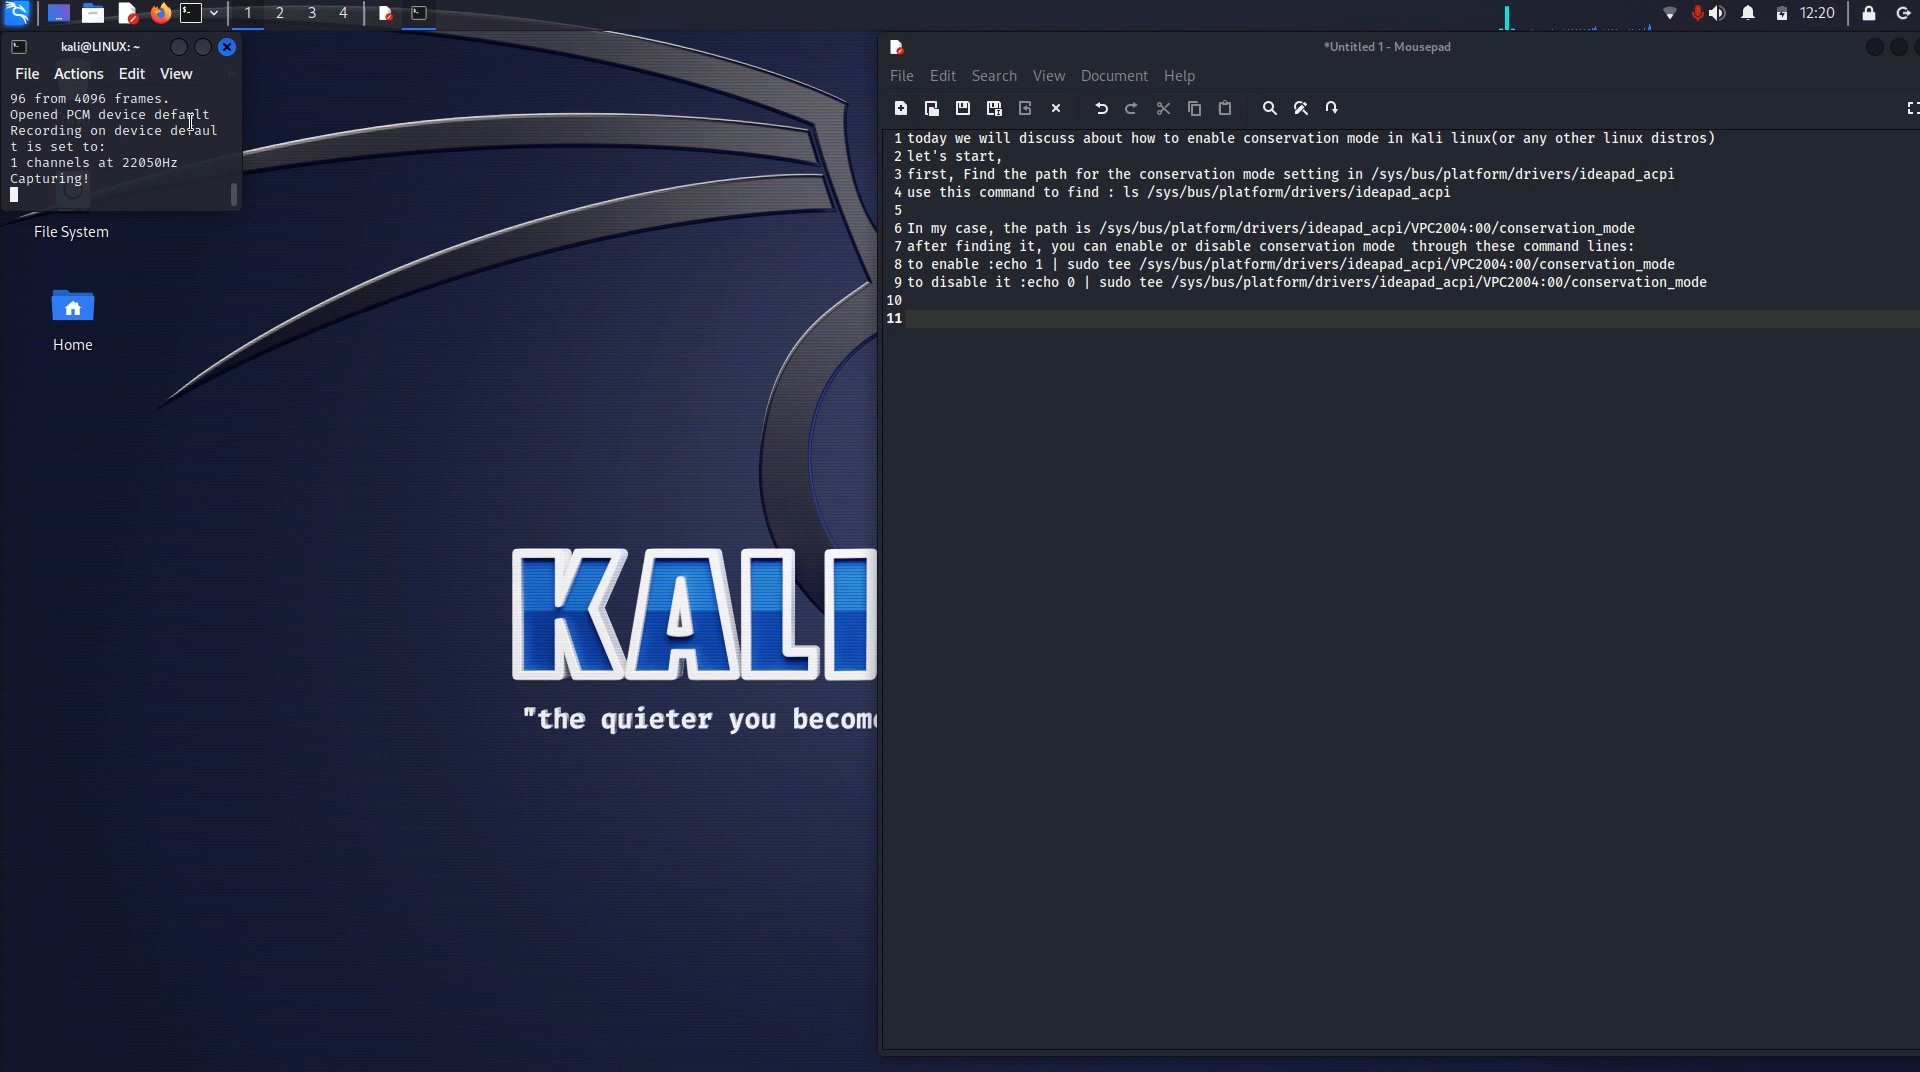 1 2 3 4 12:20
kali@LINUX: ~
File Actions Edit View
96 from 4096 frames.
Opened PCM device default
Recording on device defaul
t is set to:
1 channels at 22050Hz
Capturing!
File System
Home
KALI
"the quieter you become
*Untitled 1 - Mousepad
File Edit Search View Document Help
1 today we will discuss about how to enable conservation mode in Kali linux(or any other linux distros)
2 let's start,
3 first, Find the path for the conservation mode setting in /sys/bus/platform/drivers/ideapad_acpi
4 use this command to find : ls /sys/bus/platform/drivers/ideapad_acpi
5
6 In my case, the path is /sys/bus/platform/drivers/ideapad_acpi/VPC2004:00/conservation_mode
7 after finding it, you can enable or disable conservation mode  through these command lines:
8 to enable :echo 1 | sudo tee /sys/bus/platform/drivers/ideapad_acpi/VPC2004:00/conservation_mode
9 to disable it :echo 0 | sudo tee /sys/bus/platform/drivers/ideapad_acpi/VPC2004:00/conservation_mode
10
11